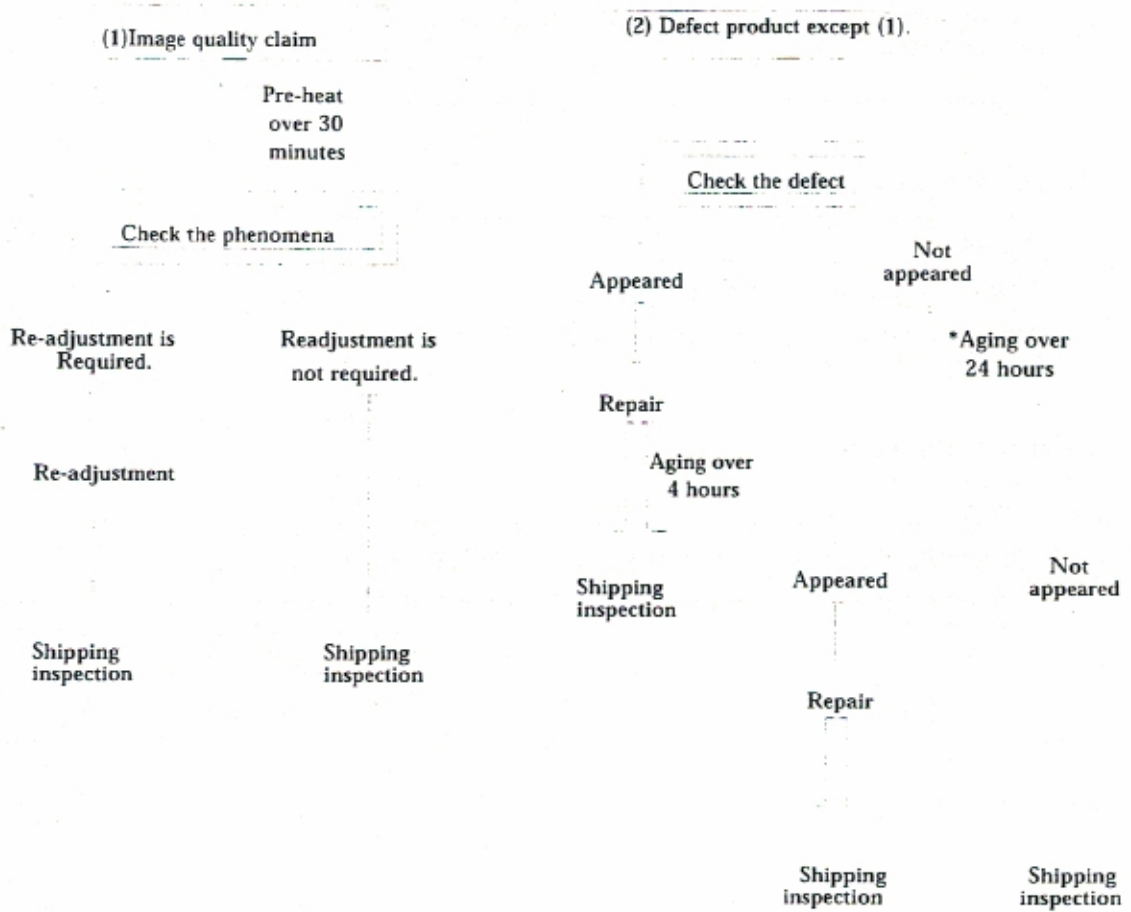 (1)Image quality claim
Pre-heat
over 30
minutes
Check the phenomena
Re-adjustment is
Required.
Readjustment is
not required.
Re-adjustment
Shipping
inspection
Shipping
inspection
(2) Defect product except (1).
Check the defect
Appeared
Not
appeared
*Aging over
24 hours
Repair
Aging over
4 hours
Shipping
inspection
Appeared
Not
appeared
Repair
Shipping
inspection
Shipping
inspection